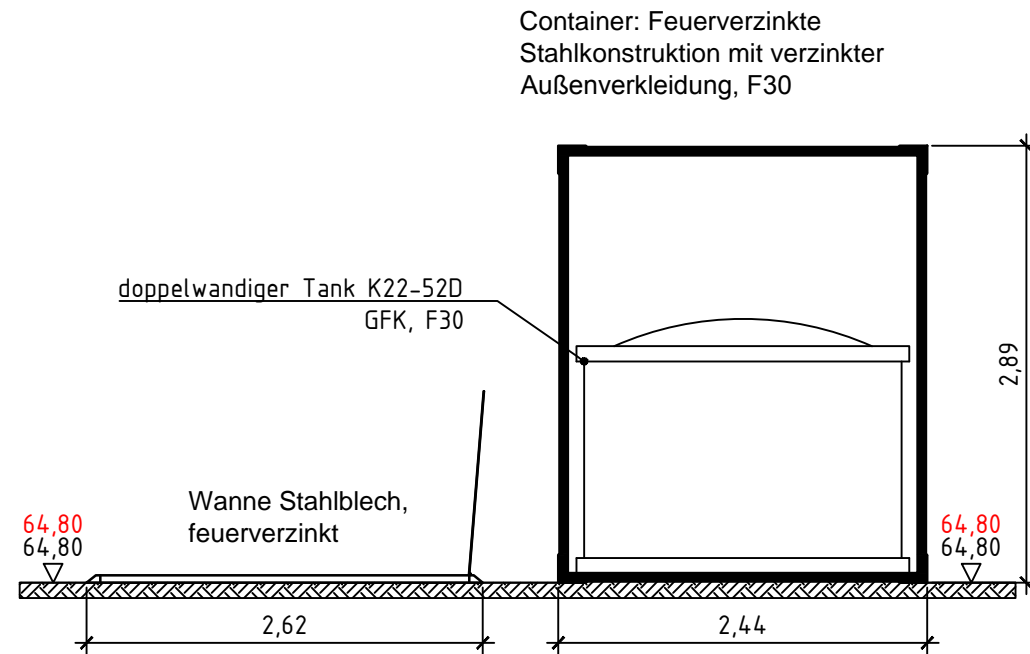 Container: Feuerverzinkte
Stahlkonstruktion mit verzinkter
Außenverkleidung, F30
doppelwandiger Tank K22-52D
GFK, F30
2,89
Wanne Stahlblech,
feuerverzinkt
64,80
64,80
64,80
64,80
2,62
2,44